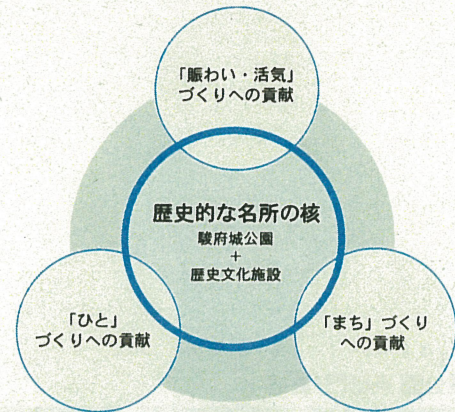 「賑わい・活気」
づくりへの貢献
歴史的な名所の核
駿府城公園
+
歴史文化施設
「ひと」
づくりへの貢献
「まち」づくり
への貢献